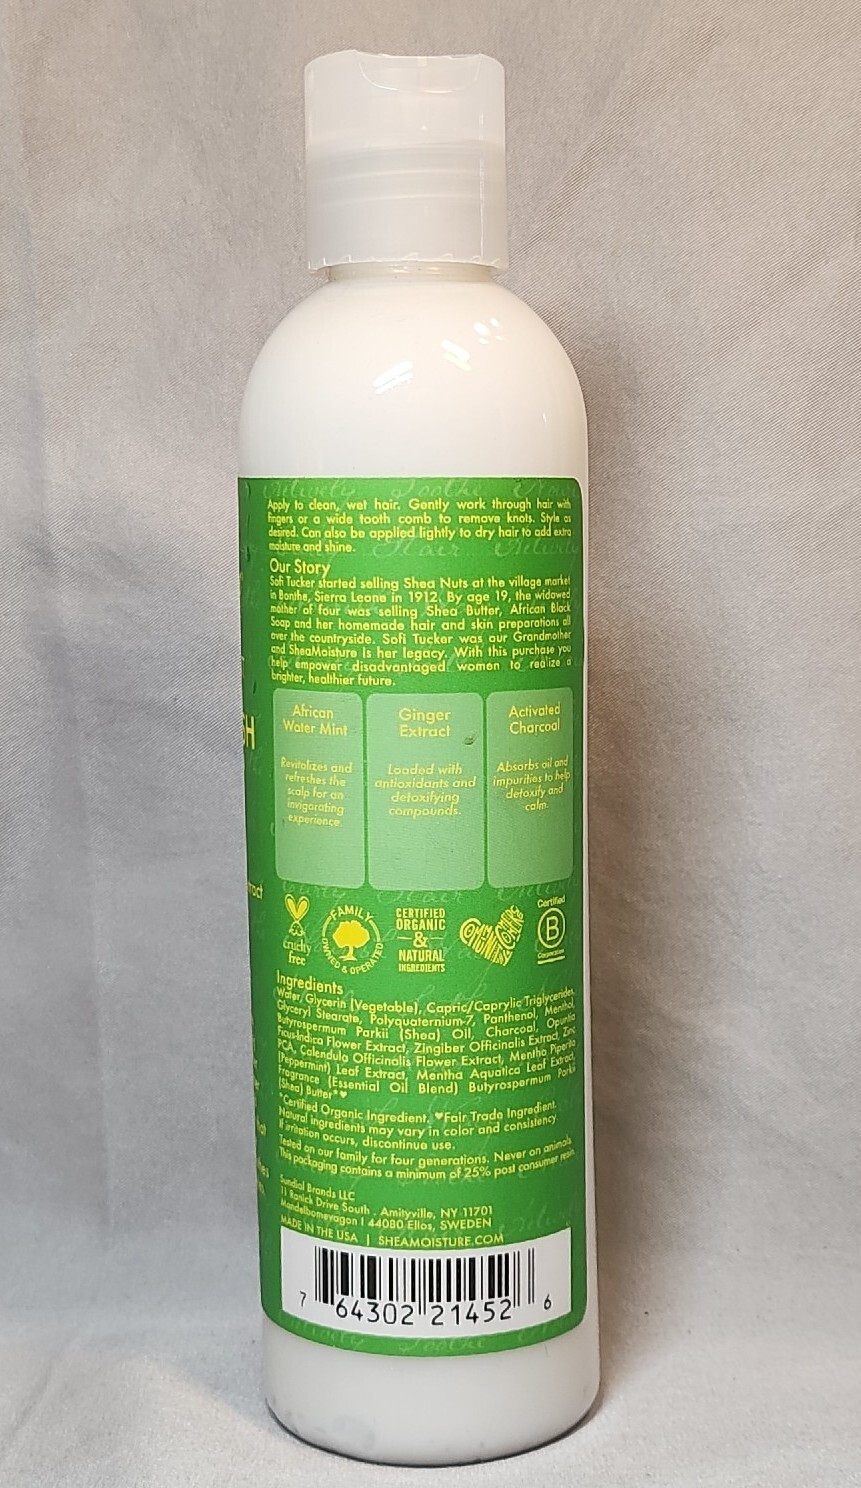 Apply to clean, wet hair. Gently work through hair with
fingers or a wide tooth comb to remove knots. Style as
desired. Can also be applied lightly to dry hair to add extra
moisture and shine.
Our Story
Sofi Tucker started selling Shea Nuts at the village market
in Bonthe, Sierra Leone in 1912. By age 19, the widowed
mother of four was selling Shea Butter, African Black
Soap and her homemade hair and skin preparations all
over the countryside. Sofi Tucker was our Grandmother
and SheaMoisture is her legacy. With this purchase you
help empower disadvantaged women to realize a
brighter, healthier future.
African
Water Mint
Revitalizes and
refreshes the
scalp for an
invigorating
experience.
Ginger
Extract
Loaded with
antioxidants and
detoxifying
compounds.
Activated
Charcoal
Absorbs oil and
impurities to help
detoxify and
calm.
cruelty
free
FAMILY
OWNED & OPERATED
CERTIFIED
ORGANIC
&
NATURAL
INGREDIENTS
COMMUNITY COMMERCE
Certified
B
Corporation
Ingredients
Water, Glycerin (Vegetable), Capric/Caprylic Triglycerides,
Glyceryl Stearate, Polyquaternium-7, Panthenol, Menthol,
Butyrospermum Parkii (Shea) Oil, Charcoal, Opuntia
Ficus-Indica Flower Extract, Zingiber Officinalis Extract, Zinc
PCA, Calendula Officinalis Flower Extract, Mentha Piperita
(Peppermint) Leaf Extract, Mentha Aquatica Leaf Extract,
Fragrance (Essential Oil Blend) Butyrospermum Parkii
(Shea) Butter*♥
*Certified Organic Ingredient, ♥Fair Trade Ingredient.
Natural ingredients may vary in color and consistency.
If irritation occurs, discontinue use.
Tested on our family for four generations. Never on animals
This packaging contains a minimum of 25% post consumer resin.
Sundial Brands LLC
11 Ranick Drive South . Amityville, NY 11701
Mandelbomsvagen 1 44080 Ellos, SWEDEN
MADE IN THE USA | SHEAMOISTURE.COM
7 64302 21452 6